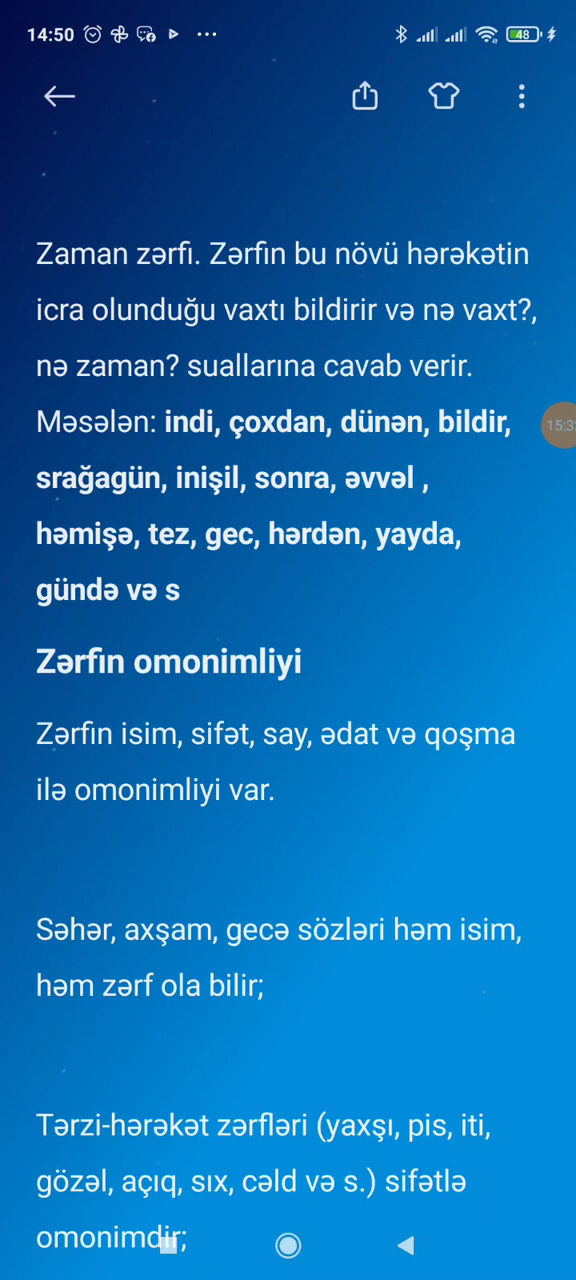 14:50
48
Zaman zərfi. Zərfin bu növü hərəkətin
icra olunduğu vaxtı bildirir və nə vaxt?,
nə zaman? suallarına cavab verir.
Məsələn: indi, çoxdan, dünən, bildir,
srağagün, inişil, sonra, əvvəl ,
həmişə, tez, gec, hərdən, yayda,
gündə və s
Zərfin omonimliyi
Zərfin isim, sifət, say, ədat və qoşma
ilə omonimliyi var.
Səhər, axşam, gecə sözləri həm isim,
həm zərf ola bilir;
Tərzi-hərəkət zərfləri (yaxşı, pis, iti,
gözəl, açıq, sıx, cəld və s.) sifətlə
omonimdir;